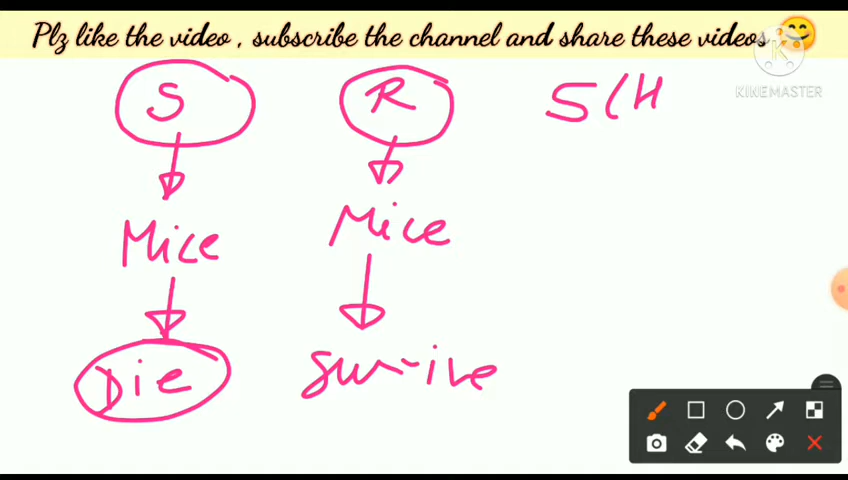 Plz like the video , subscribe the channel and share these videos
KINEMASTER
S R S(H
Mice Mice
Die survive